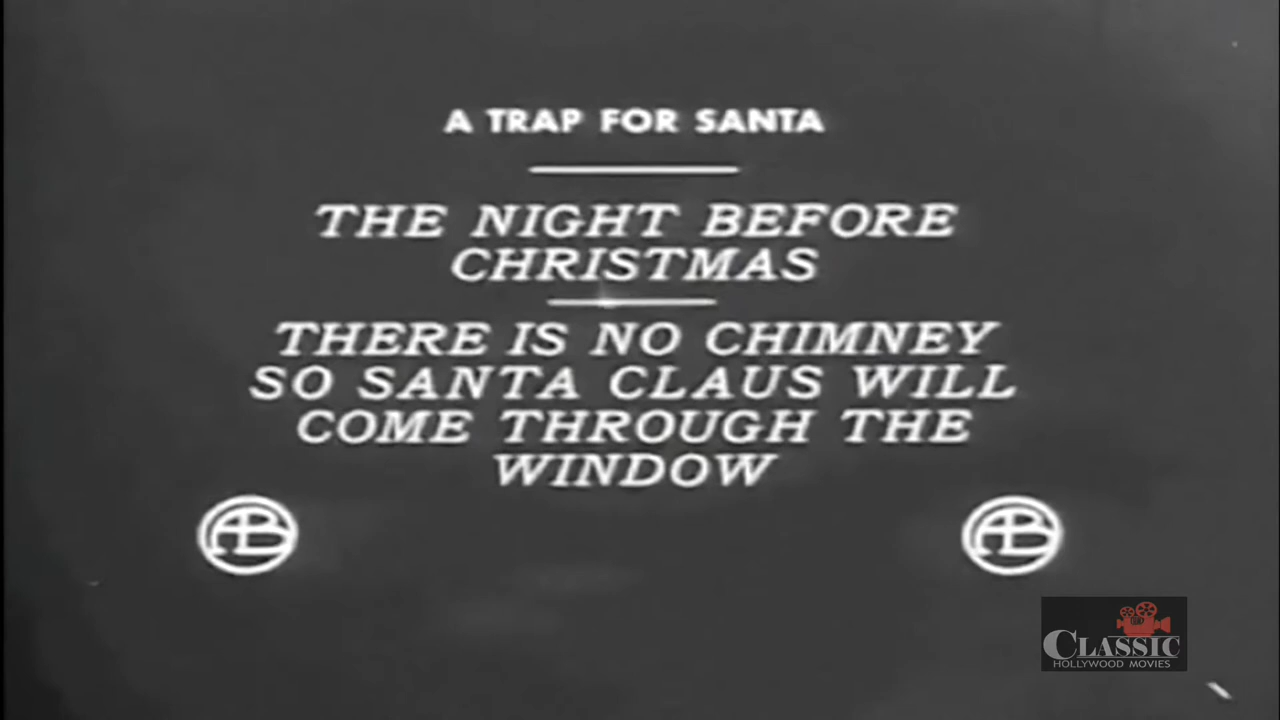 A TRAP FOR SANTA
THE NIGHT BEFORE
CHRISTMAS
THERE IS NO CHIMNEY
SO SANTA CLAUS WILL
COME THROUGH THE
WINDOW
AB
AB
CLASSIC
HOLLYWOOD MOVIES